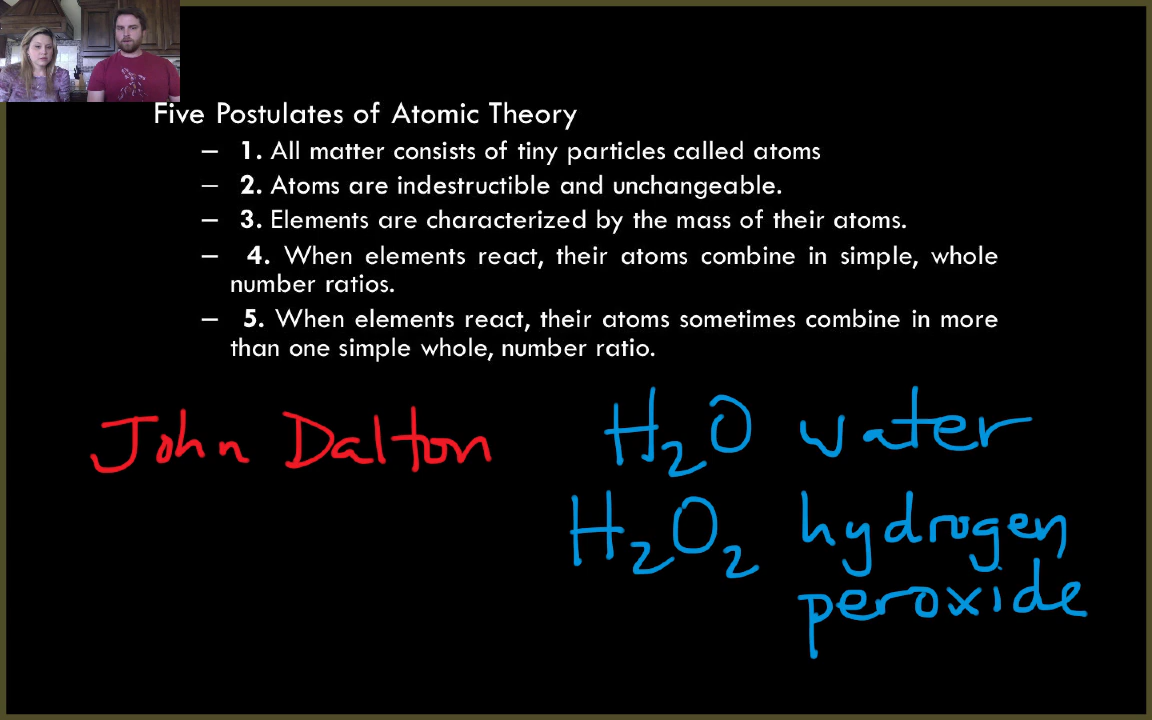 Five Postulates of Atomic Theory
– 1. All matter consists of tiny particles called atoms
– 2. Atoms are indestructible and unchangeable.
– 3. Elements are characterized by the mass of their atoms.
– 4. When elements react, their atoms combine in simple, whole
number ratios.
– 5. When elements react, their atoms sometimes combine in more
than one simple whole, number ratio.
John Dalton
H₂O water
H₂O₂ hydrogen
peroxide